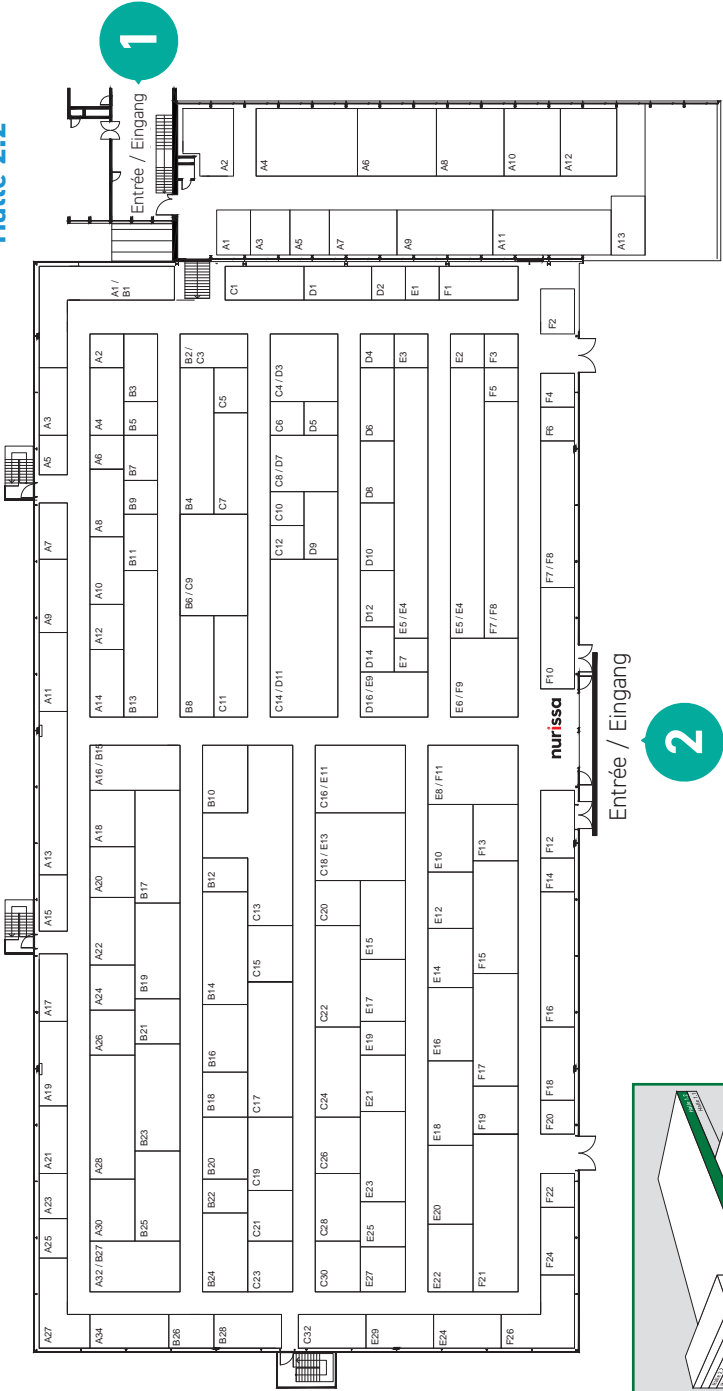 Halle 2.2
1
Entrée / Eingang
A2
A4
A6
A8
A10
A12
A1
A3
A5
A7
A9
A11
A13
A1 /
B1
C1
D1
D2
E1
F1
F2
A3
A5
A7
A9
A11
A13
A15
A17
A19
A21
A23
A25
A27
A2
A4
A6
A8
A10
A12
A14
B3
B5
B7
B9
B11
B13
B2 /
C3
B4
B6 / C9
B8
C5
C7
C11
C4 / D3
C6
D5
C8 / D7
C10
C12
D9
C14 / D11
D4
D6
D8
D10
D12
D14
D16 / E9
E3
E5 / E4
E7
E2
E5 / E4
E6 / F9
F3
F5
F7 / F8
F4
F6
F7 / F8
F10
nurissa
Entrée / Eingang
2
A16 / B15
A18
A20
A22
A24
A26
A28
A30
A32 / B27
B17
B19
B21
B23
B25
B10
B12
B14
B16
B18
B20
B22
B24
C13
C15
C17
C19
C21
C23
C16 / E11
C18 / E13
C20
C22
C24
C26
C28
C30
E15
E17
E19
E21
E23
E25
E27
E8 / F11
E10
E12
E14
E16
E18
E20
E22
F13
F15
F17
F19
F21
F12
F14
F16
F18
F20
F22
F24
A34
B26
B28
C32
E29
E24
F26